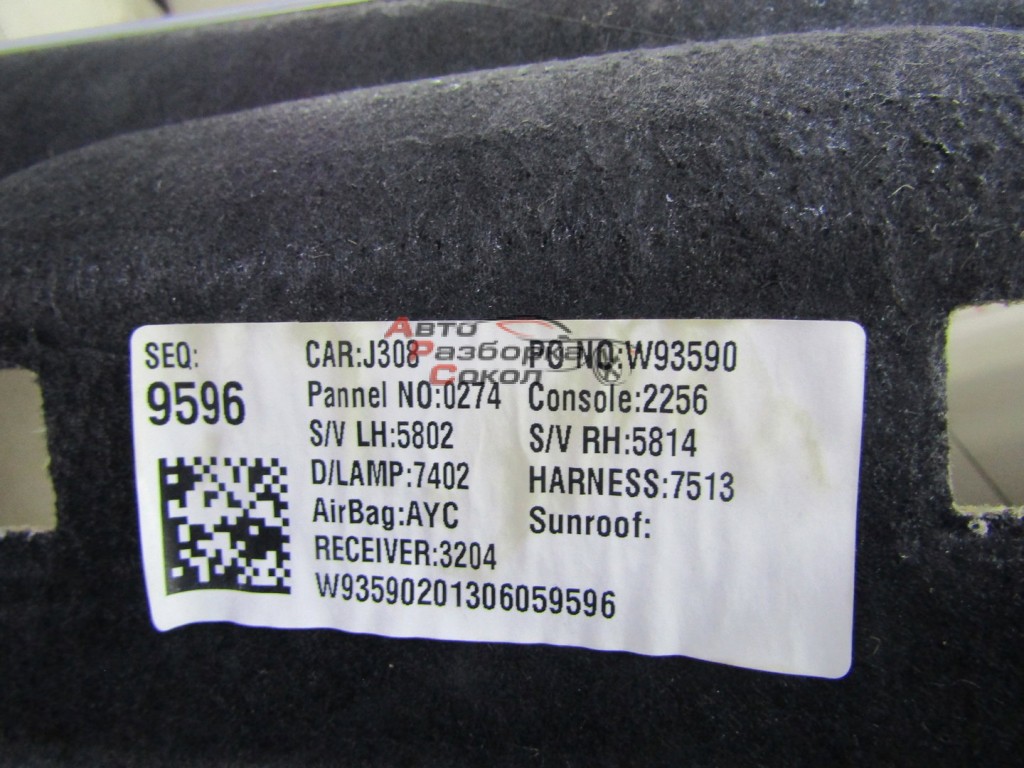 SEQ: CAR:J308 PO NO:W93590
9596 Pannel NO:0274 Console:2256
S/V LH:5802 S/V RH:5814
D/LAMP:7402 HARNESS:7513
AirBag:AYC Sunroof:
RECEIVER:3204
W93590201306059596
АВТО
РАЗБОРКА
СОКОЛ